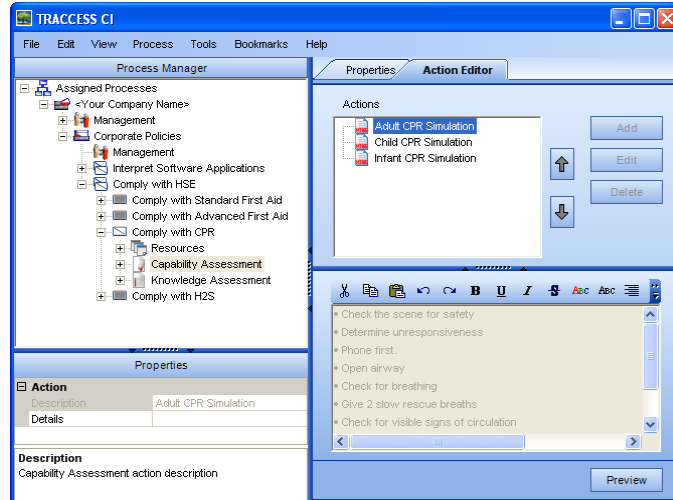 TRACCESS CI
File Edit View Process Tools Bookmarks Help
Process Manager
Assigned Processes
<Your Company Name>
Management
Corporate Policies
Management
Interpret Software Applications
Comply with HSE
Comply with Standard First Aid
Comply with Advanced First Aid
Comply with CPR
Resources
Capability Assessment
Knowledge Assessment
Comply with H2S
Properties
Action
Description Adult CPR Simulation
Details
Description
Capability Assessment action description
Properties Action Editor
Actions
Adult CPR Simulation
Child CPR Simulation
Infant CPR Simulation
Add
Edit
Delete
B U I S ABC ABC
• Check the scene for safety
• Determine unresponsiveness
• Phone first.
• Open airway
• Check for breathing
• Give 2 slow rescue breaths
• Check for visible signs of circulation
Preview